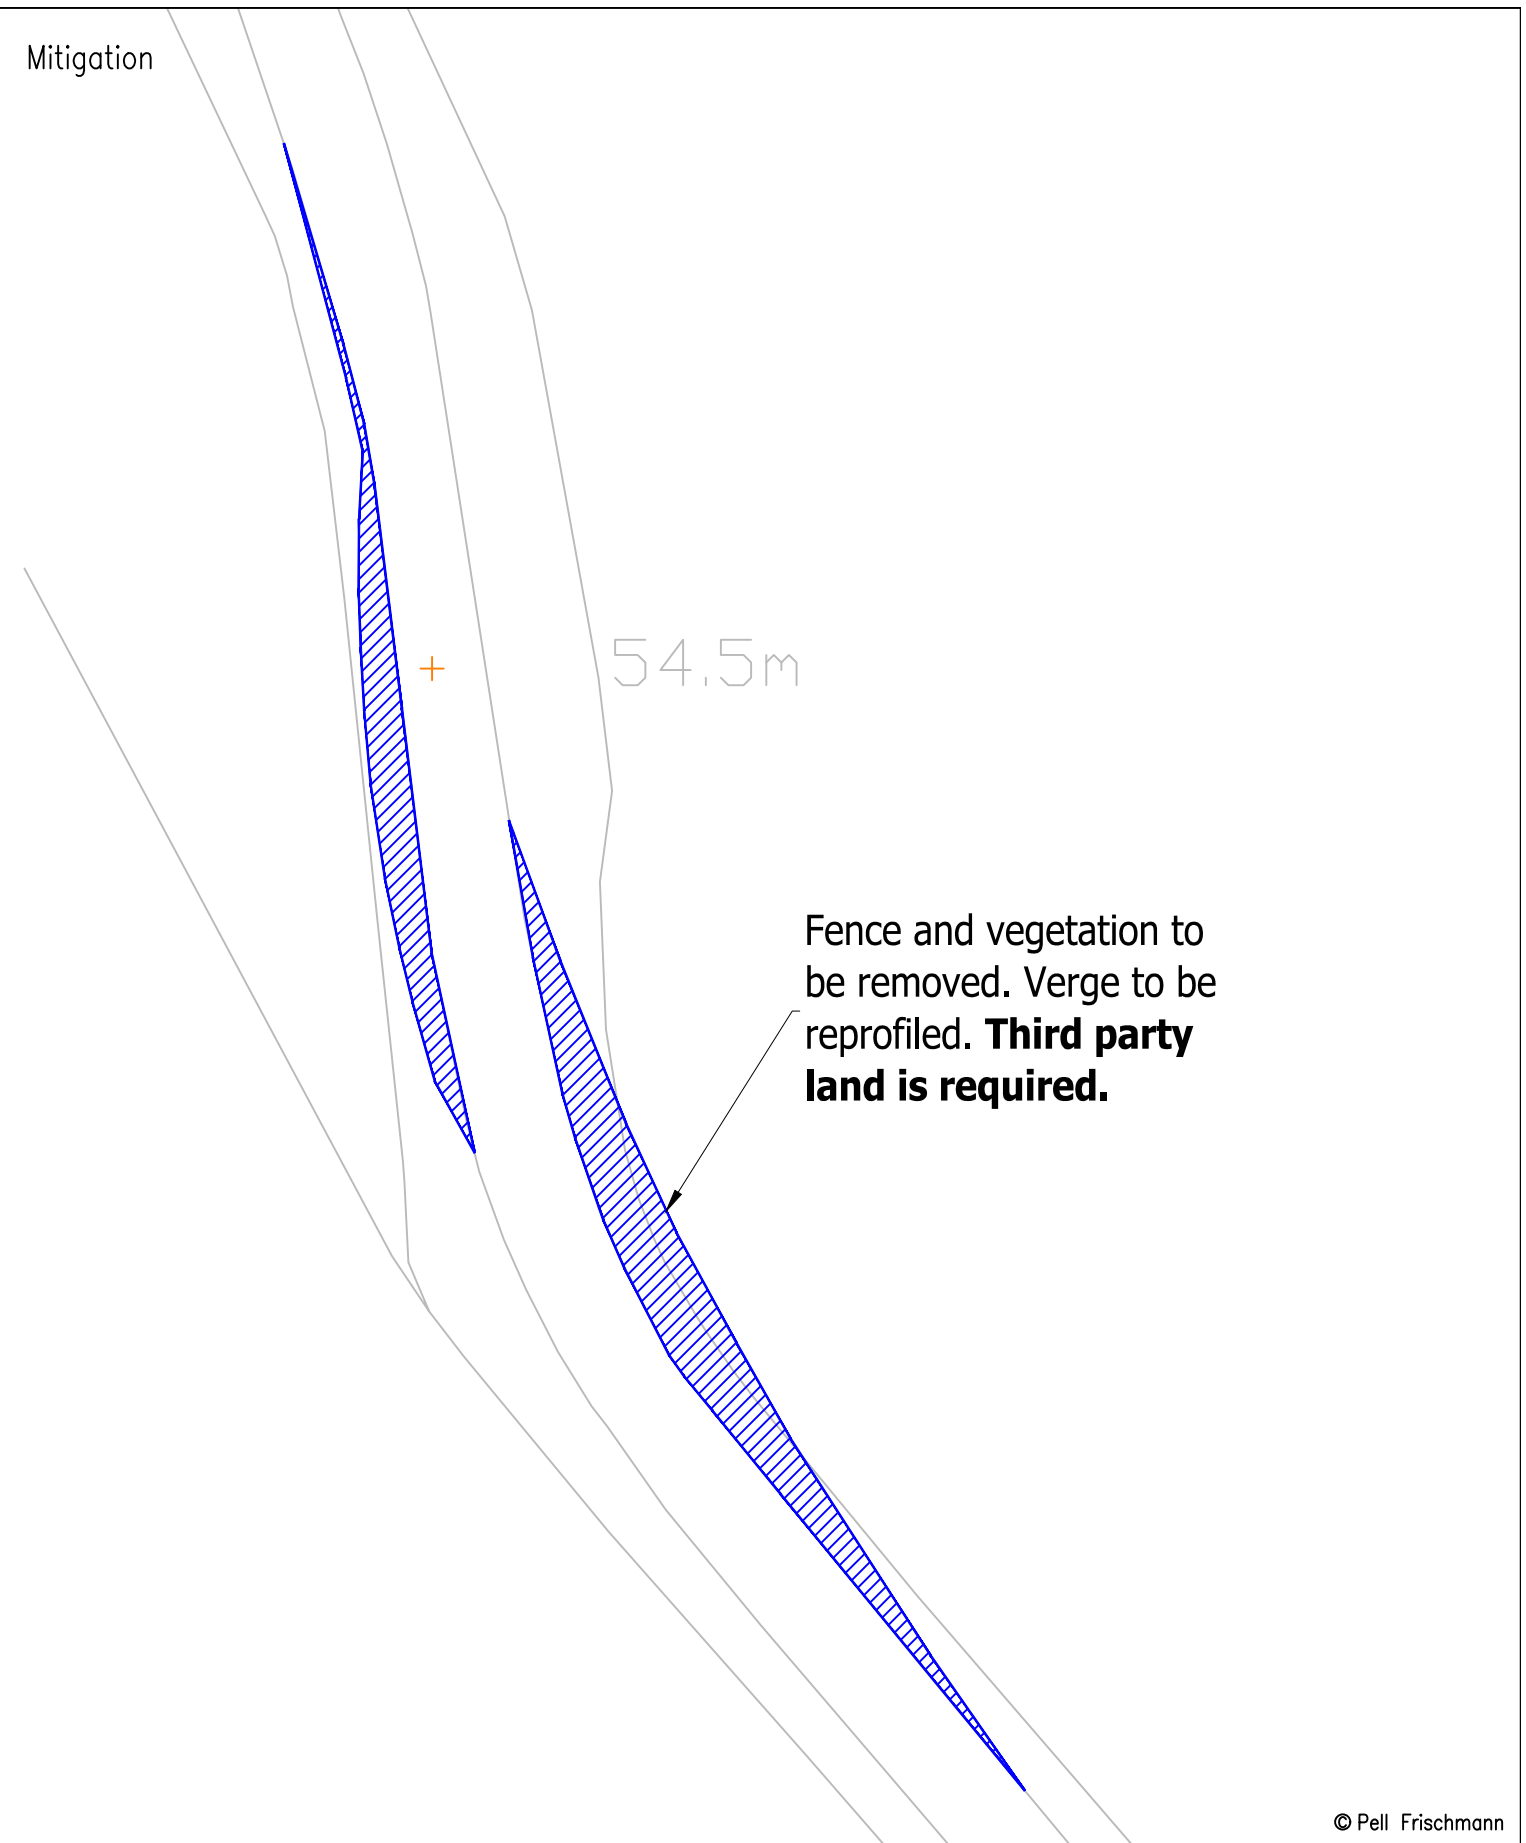 Mitigation
54.5m
Fence and vegetation to
be removed. Verge to be
reprofiled. Third party
land is required.
© Pell Frischmann